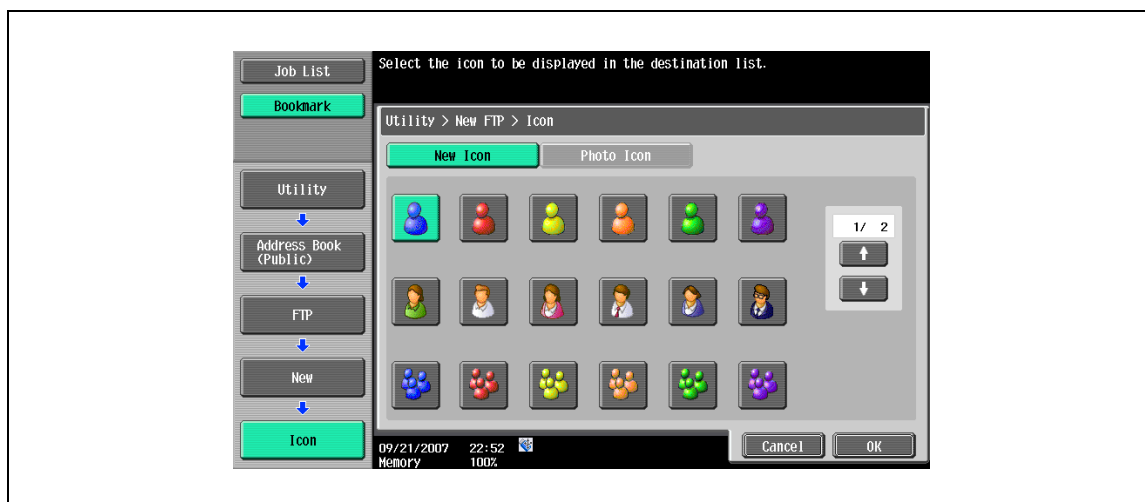 Job List
Bookmark
Select the icon to be displayed in the destination list.
Utility > New FTP > Icon
New Icon
Photo Icon
Utility
Address Book
(Public)
FTP
New
Icon
1/ 2
09/21/2007 22:52
Memory 100%
Cancel
OK